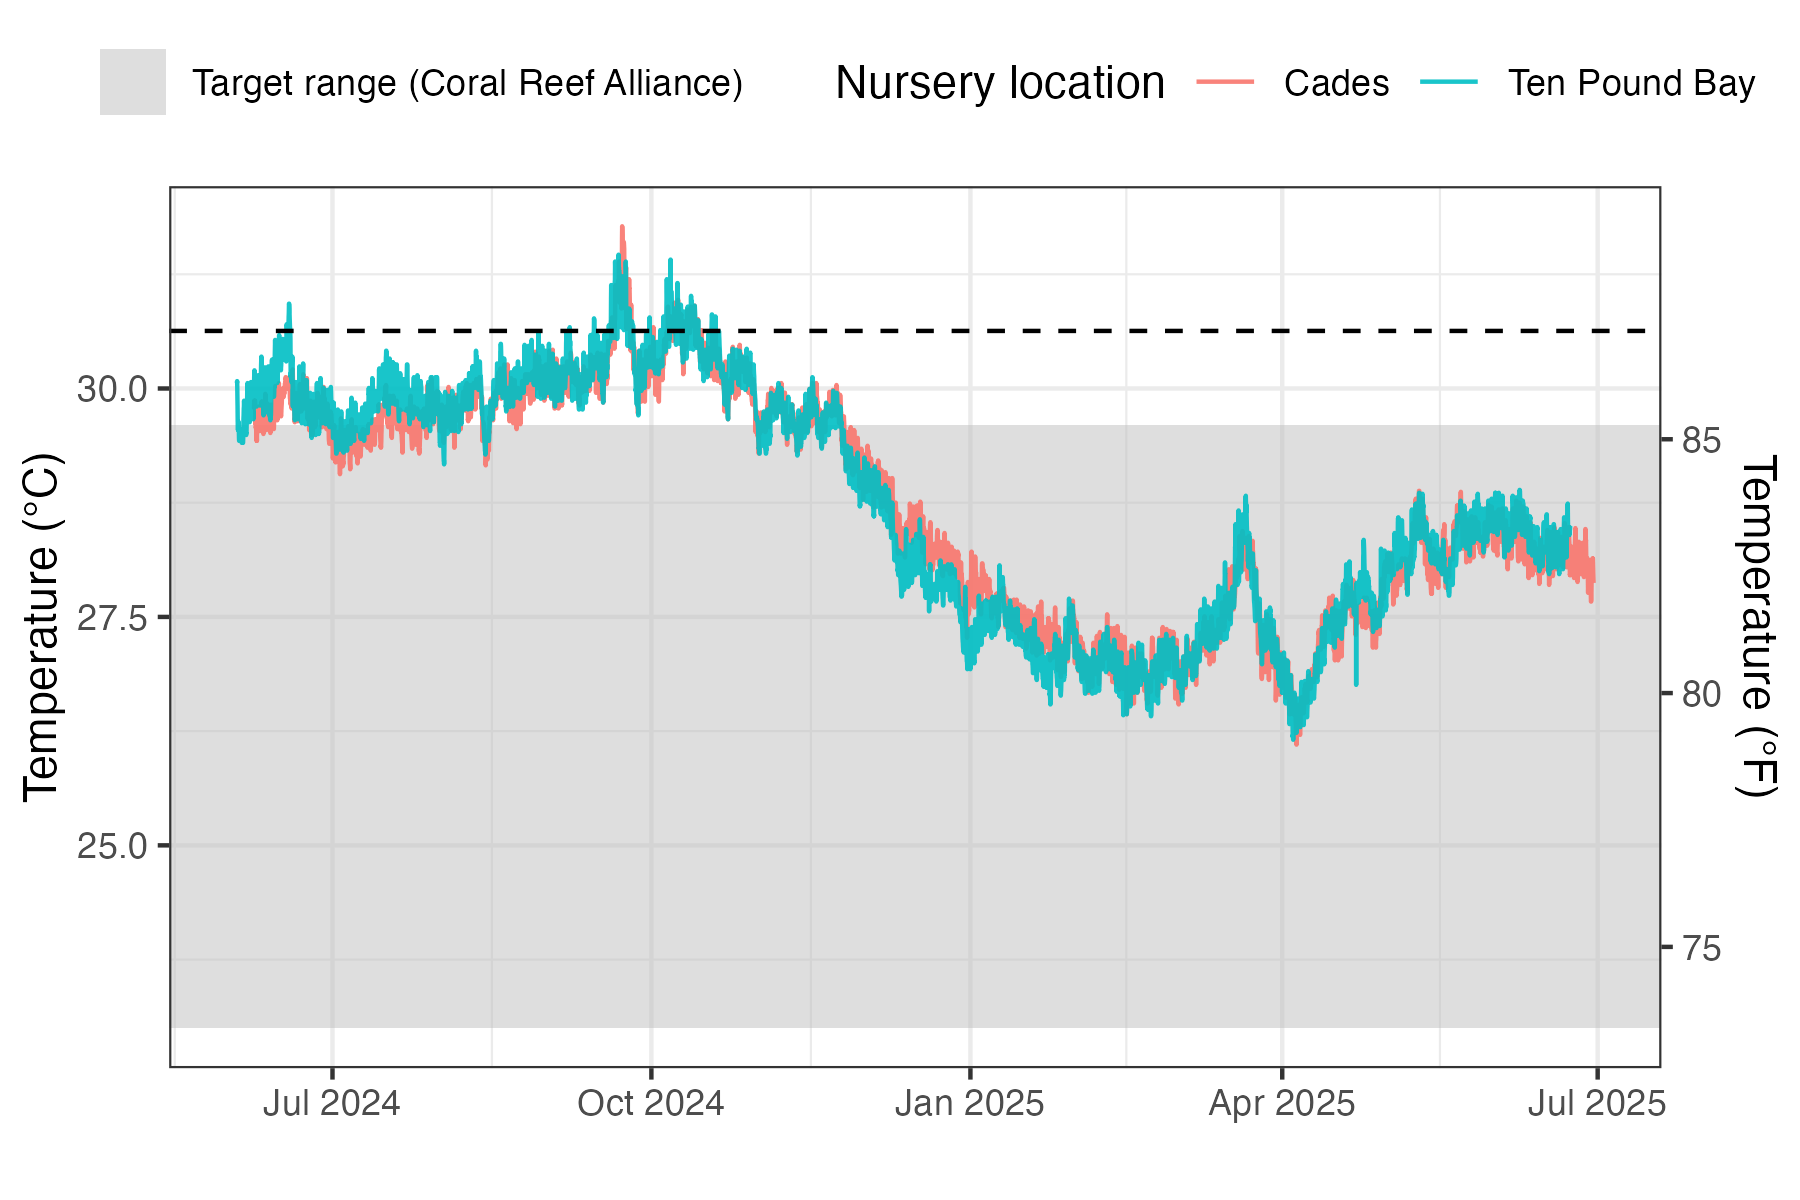 Target range (Coral Reef Alliance) Nursery location Cades Ten Pound Bay
Temperature (°C)
30.0
27.5
25.0
85
80
75
Temperature (°F)
Jul 2024 Oct 2024 Jan 2025 Apr 2025 Jul 2025